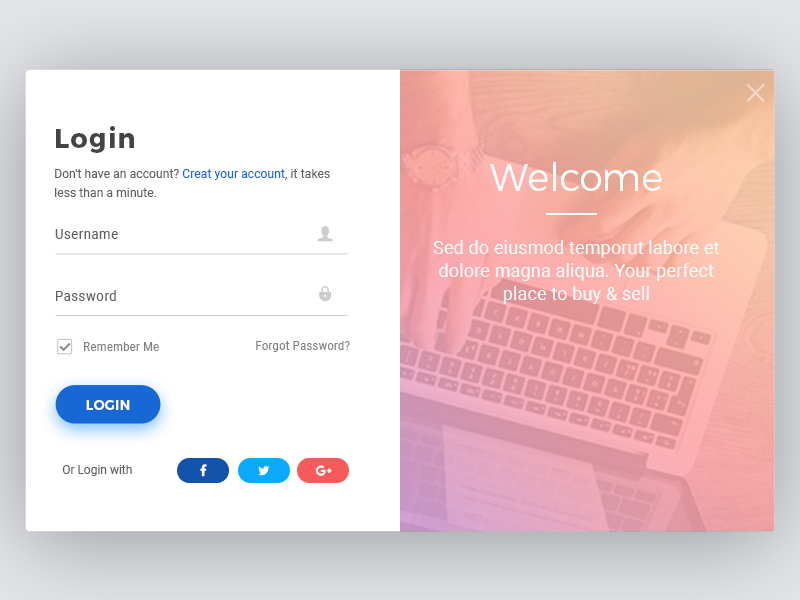 Login
Don't have an account? Creat your account, it takes
less than a minute.
Username
Password
Remember Me
Forgot Password?
LOGIN
Or Login with
f
G+
Welcome
Sed do eiusmod temporut labore et
dolore magna aliqua. Your perfect
place to buy & sell